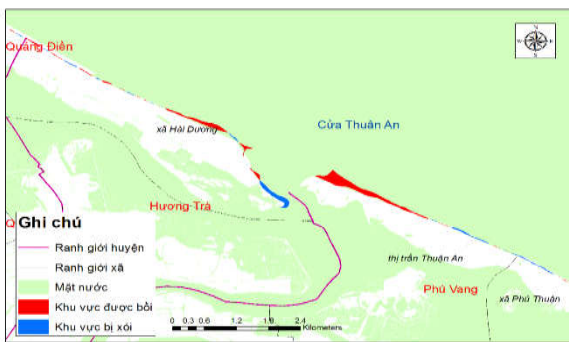 N
Quảng Điền
xã Hải Dương
Cửa Thuận An
Hương Trà
Ghi chú
Ranh giới huyện
Ranh giới xã
Mặt nước
Khu vực được bồi
Khu vực bị xói
thị trấn Thuận An
Phú Vang
xã Phú Thuận
0 0.3 0.6 1.2 1.8 2.4
Kilometers